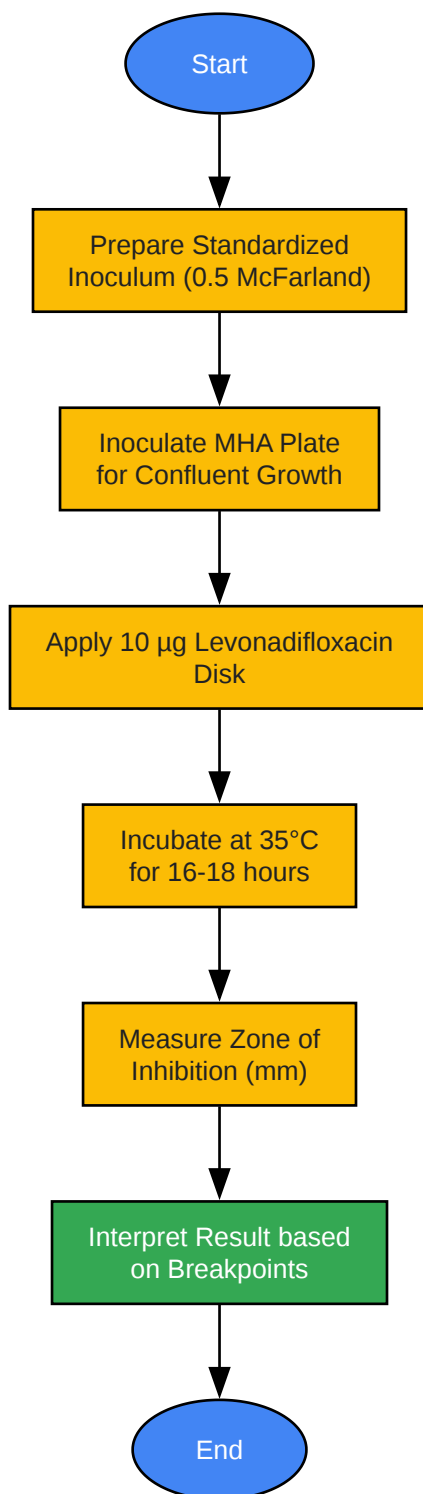 Start
Prepare Standardized
Inoculum (0.5 McFarland)
Inoculate MHA Plate
for Confluent Growth
Apply 10 µg Levonadifloxacin
Disk
Incubate at 35°C
for 16-18 hours
Measure Zone of
Inhibition (mm)
Interpret Result based
on Breakpoints
End